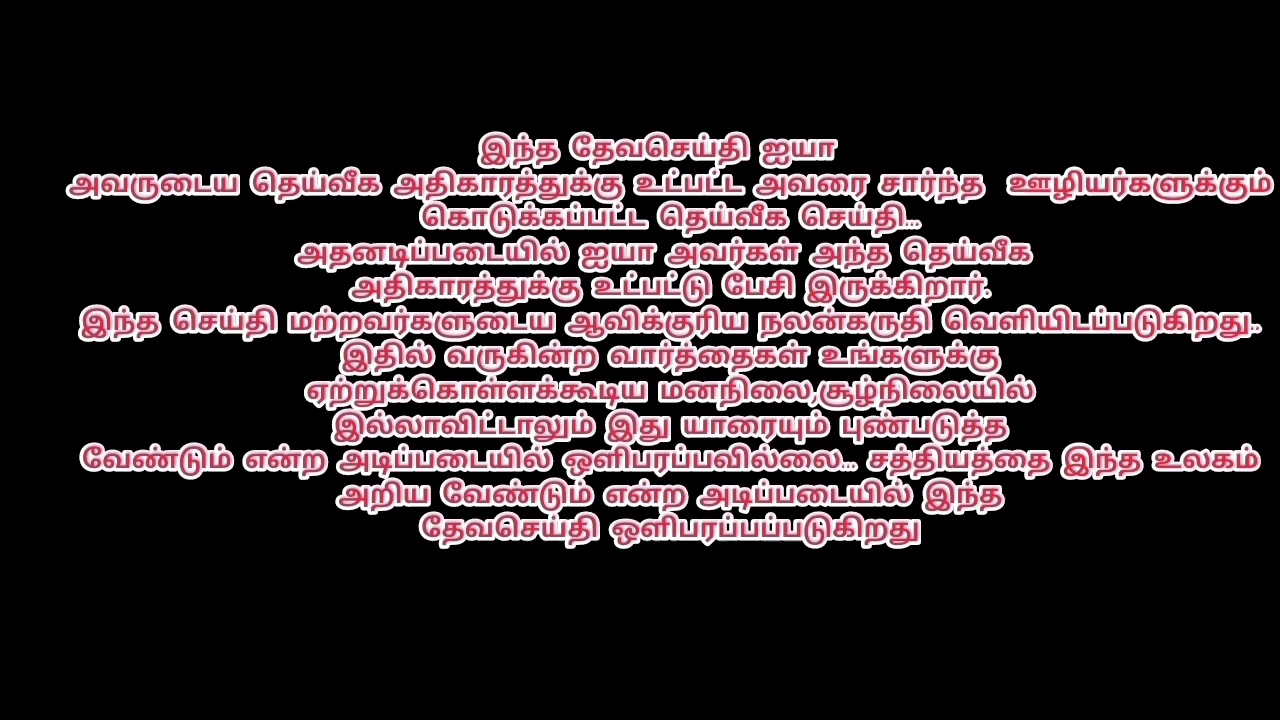 இந்த தேவசெய்தி ஐயா
அவருடைய தெய்வீக அதிகாரத்துக்கு உட்பட்ட அவரை சார்ந்த ஊழியர்களுக்கும்
கொடுக்கப்பட்ட தெய்வீக செய்தி...
அதனடிப்படையில் ஐயா அவர்கள் அந்த தெய்வீக
அதிகாரத்துக்கு உட்பட்டு பேசி இருக்கிறார்.
இந்த செய்தி மற்றவர்களுடைய ஆவிக்குரிய நலன்கருதி வெளியிடப்படுகிறது..
இதில் வருகின்ற வார்த்தைகள் உங்களுக்கு
ஏற்றுக்கொள்ளக்கூடிய மனநிலை,சூழ்நிலையில்
இல்லாவிட்டாலும் இது யாரையும் புண்படுத்த
வேண்டும் என்ற அடிப்படையில் ஒளிபரப்பவில்லை... சத்தியத்தை இந்த உலகம்
அறிய வேண்டும் என்ற அடிப்படையில் இந்த
தேவசெய்தி ஒளிபரப்பப்படுகிறது